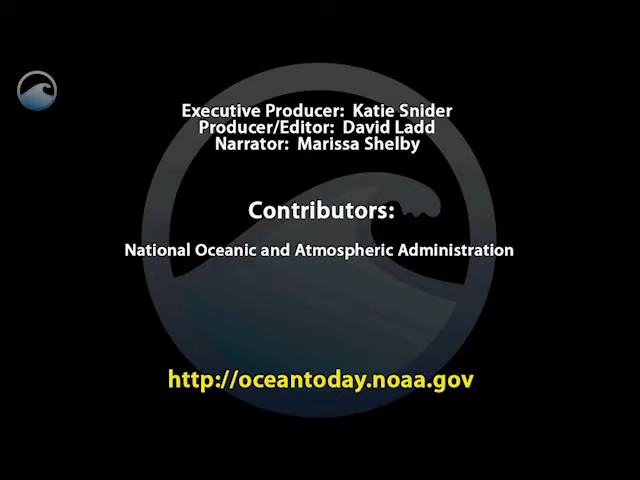 Executive Producer: Katie Snider
Producer/Editor: David Ladd
Narrator: Marissa Shelby
Contributors:
National Oceanic and Atmospheric Administration
http://oceantoday.noaa.gov